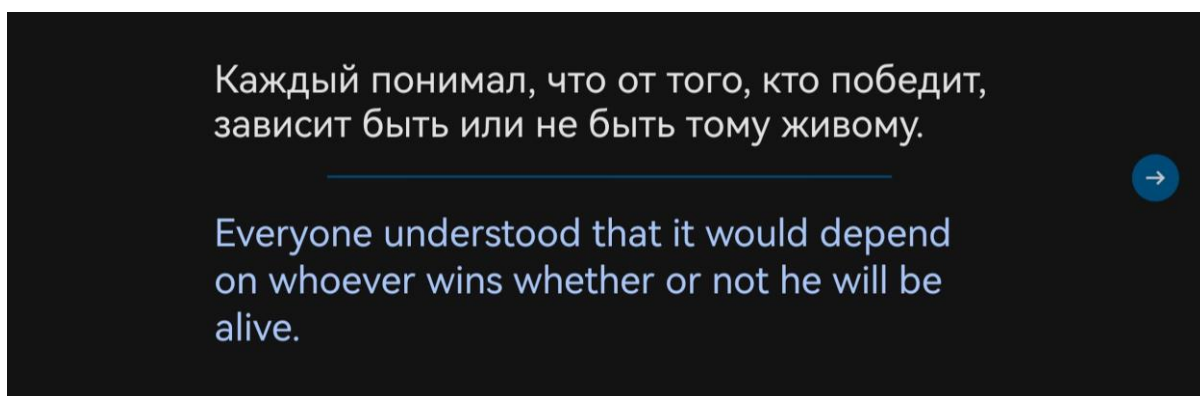 Каждый понимал, что от того, кто победит,
зависит быть или не быть тому живому.
Everyone understood that it would depend
on whoever wins whether or not he will be
alive.